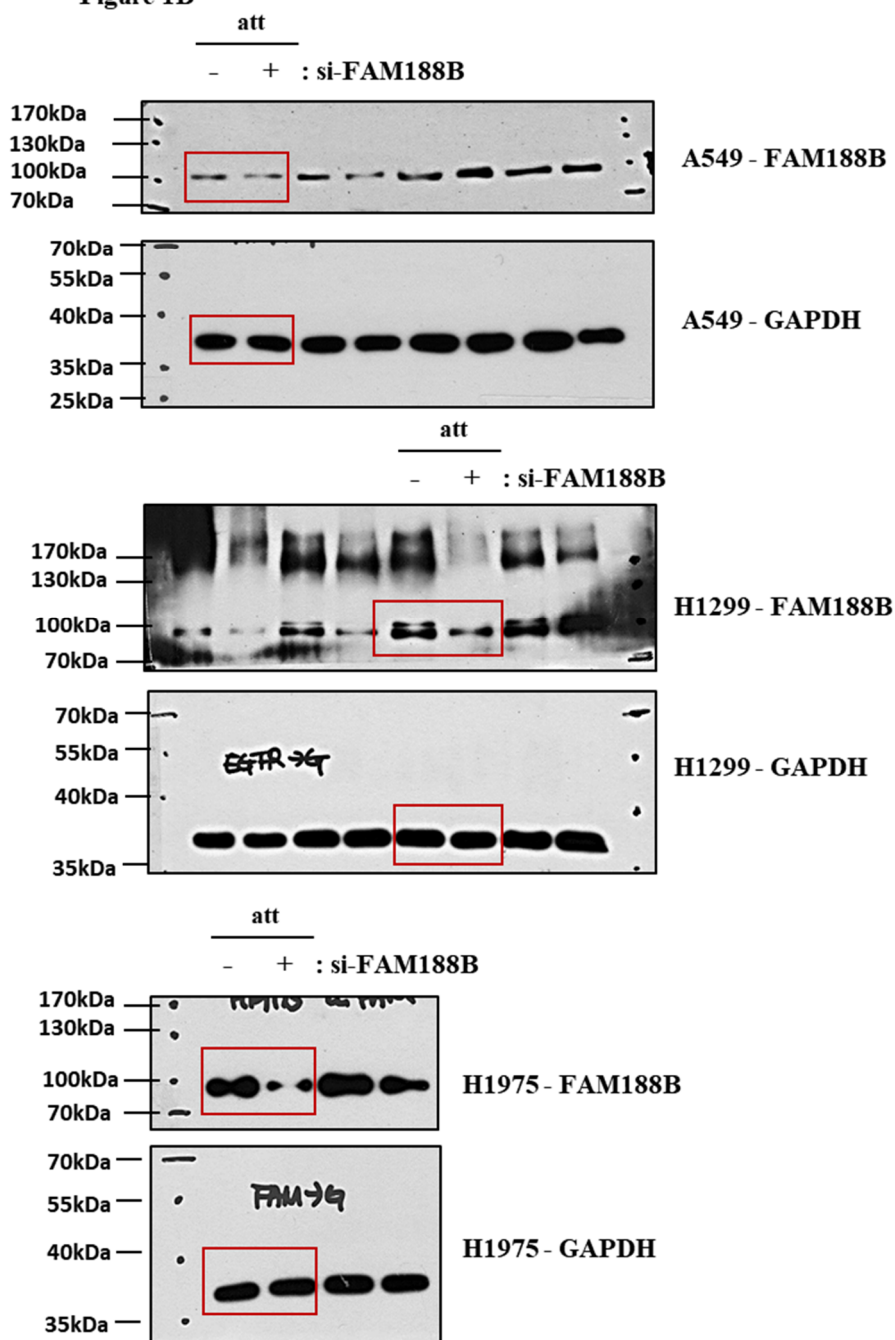 Figure 1B
att
- + : si-FAM188B
170kDa
130kDa
100kDa
70kDa
A549 - FAM188B
70kDa
55kDa
40kDa
35kDa
25kDa
A549 - GAPDH
att
- + : si-FAM188B
170kDa
130kDa
100kDa
70kDa
H1299 - FAM188B
70kDa
55kDa
40kDa
35kDa
EGFR→G
H1299 - GAPDH
att
- + : si-FAM188B
170kDa
130kDa
100kDa
70kDa
H1975 - FAM188B
70kDa
55kDa
40kDa
35kDa
FAM→G
H1975 - GAPDH